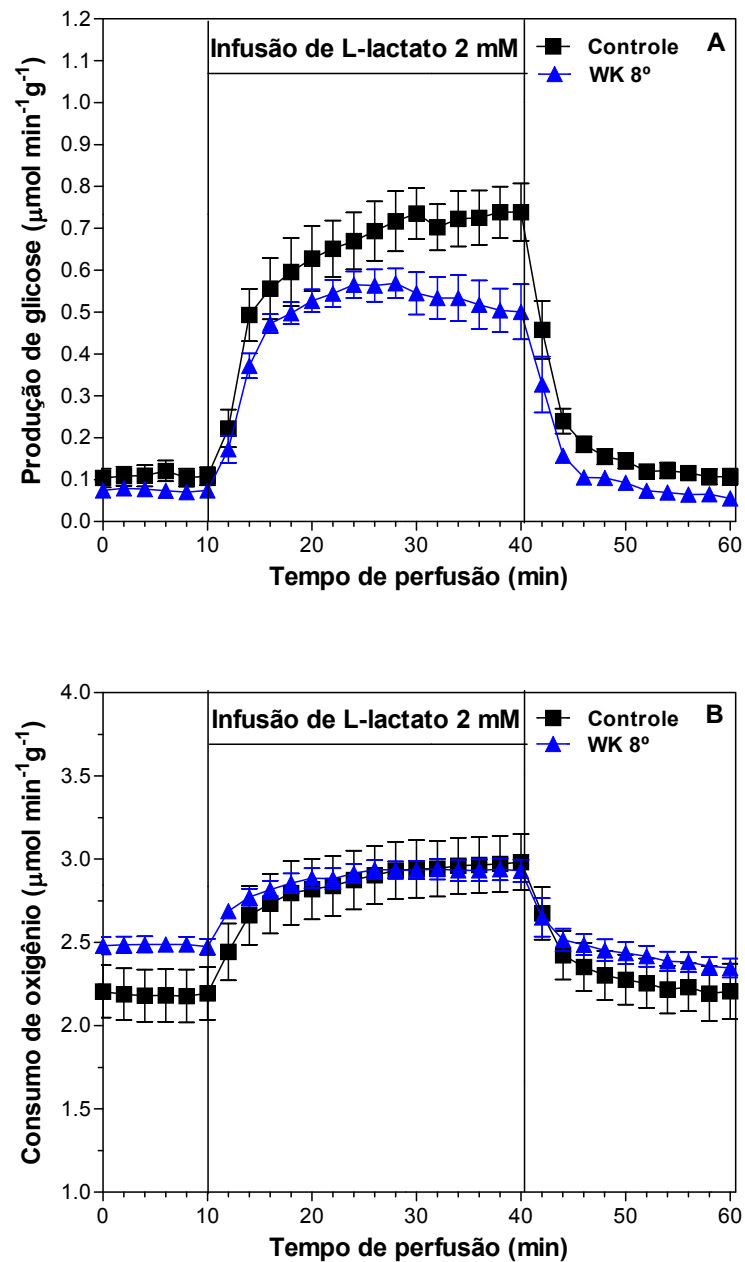 Infusão de L-lactato 2 mM
Controle
WK 8º
A
Produção de glicose (µmol min-1g-1)
1.2
1.1
1.0
0.9
0.8
0.7
0.6
0.5
0.4
0.3
0.2
0.1
0.0
0 10 20 30 40 50 60
Tempo de perfusão (min)
Infusão de L-lactato 2 mM
Controle
WK 8º
B
Consumo de oxigênio (µmol min-1g-1)
4.0
3.5
3.0
2.5
2.0
1.5
1.0
0 10 20 30 40 50 60
Tempo de perfusão (min)